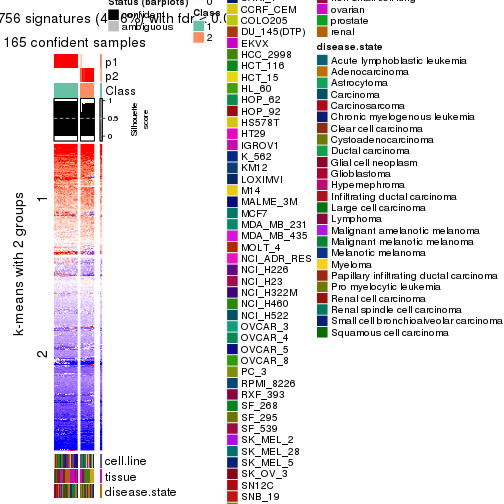 Status (barplots)
confident
ambiguous
756 signatures (4
with fdr < 0.0
165 confident samples
Class
1
2
p1
p2
Class
1
0.5
0
Silhouette
score
k-means with 2 groups
1
2
cell.line
tissue
disease.state
CCRF_CEM
COLO205
DU_145(DTP)
EKVX
HCC_2998
HCT_116
HCT_15
HL_60
HOP_62
HOP_92
HS578T
HT29
IGROV1
K_562
KM12
LOXIMVI
M14
MALME_3M
MCF7
MDA_MB_231
MDA_MB_435
MOLT_4
NCI_ADR_RES
NCI_H226
NCI_H23
NCI_H322M
NCI_H460
NCI_H522
OVCAR_3
OVCAR_4
OVCAR_5
OVCAR_8
PC_3
RPMI_8226
RXF_393
SF_268
SF_295
SF_539
SK_MEL_2
SK_MEL_28
SK_MEL_5
SK_OV_3
SN12C
SNB_19
ovarian
prostate
renal
disease.state
Acute lymphoblastic leukemia
Adenocarcinoma
Astrocytoma
Carcinoma
Carcinosarcoma
Chronic myelogenous leukemia
Clear cell carcinoma
Cystoadenocarcinoma
Ductal carcinoma
Glial cell neoplasm
Glioblastoma
Hypernephroma
Infiltrating ductal carcinoma
Large cell carcinoma
Lymphoma
Malignant amelanotic melanoma
Malignant melanotic melanoma
Melanotic melanoma
Myeloma
Papillary infiltrating ductal carcinoma
Pro myelocytic leukemia
Renal cell carcinoma
Renal spindle cell carcinoma
Small cell bronchioalveolar carcinoma
Squamous cell carcinoma